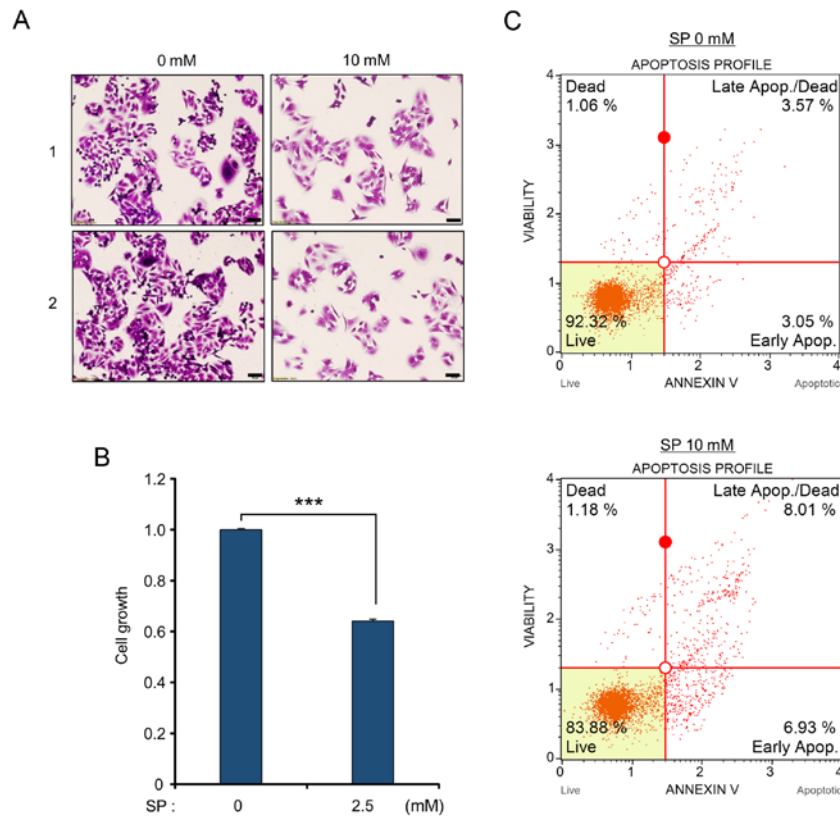 A
0 mM 10 mM
1
2
B
1.2
1.0
0.8
0.6
0.4
0.2
0
Cell growth
***
SP : 0 2.5 (mM)
C
SP 0 mM
APOPTOSIS PROFILE
4
3
2
1
0
VIABILITY
Dead
1.06 %
Late Apop./Dead
3.57 %
92.32 %
Live
3.05 %
Early Apop.
1 2 3 4
Live ANNEXIN V Apoptotic
SP 10 mM
APOPTOSIS PROFILE
4
3
2
1
0
VIABILITY
Dead
1.18 %
Late Apop./Dead
8.01 %
83.88 %
Live
6.93 %
Early Apop.
0 1 2 3 4
Live ANNEXIN V Apoptotic